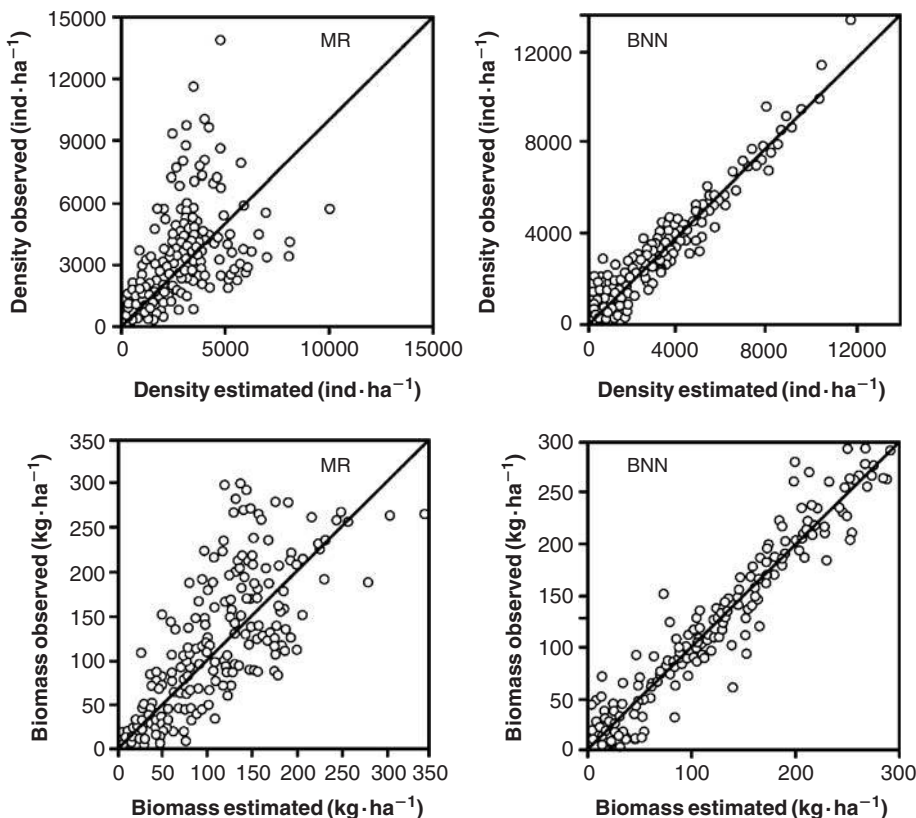 MR
Density observed (ind·ha⁻¹)
15000
12000
9000
6000
3000
0
0 5000 10000 15000
Density estimated (ind·ha⁻¹)
BNN
Density observed (ind·ha⁻¹)
12000
8000
4000
0
0 4000 8000 12000
Density estimated (ind·ha⁻¹)
MR
Biomass observed (kg·ha⁻¹)
350
300
250
200
150
100
50
0
0 50 100 150 200 250 300 350
Biomass estimated (kg·ha⁻¹)
BNN
Biomass observed (kg·ha⁻¹)
300
250
200
150
100
50
0
0 100 200 300
Biomass estimated (kg·ha⁻¹)